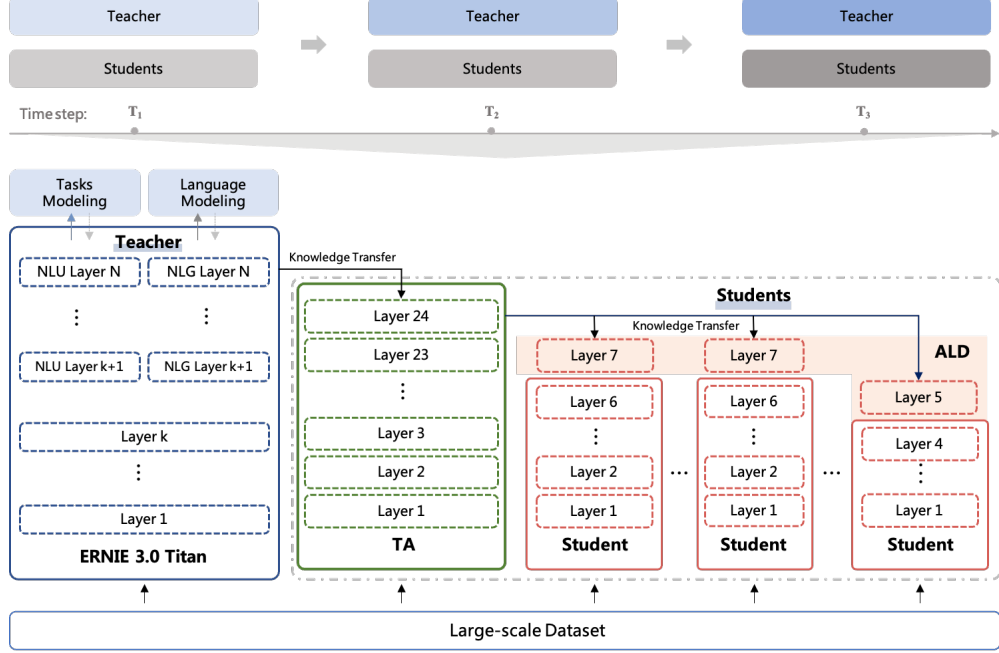 Teacher
Teacher
Teacher
Students
Students
Students
Time step:
T1
T2
T3
Tasks
Modeling
Language
Modeling
Teacher
NLU Layer N
NLG Layer N
⋮
⋮
NLU Layer k+1
NLG Layer k+1
Layer k
⋮
Layer 1
ERNIE 3.0 Titan
Knowledge Transfer
Students
Layer 24
Layer 23
⋮
Layer 3
Layer 2
Layer 1
TA
Knowledge Transfer
ALD
Layer 7
Layer 6
⋮
Layer 2
Layer 1
Student
...
Layer 7
Layer 6
⋮
Layer 2
Layer 1
Student
...
Layer 5
Layer 4
⋮
Layer 1
Student
Large-scale Dataset